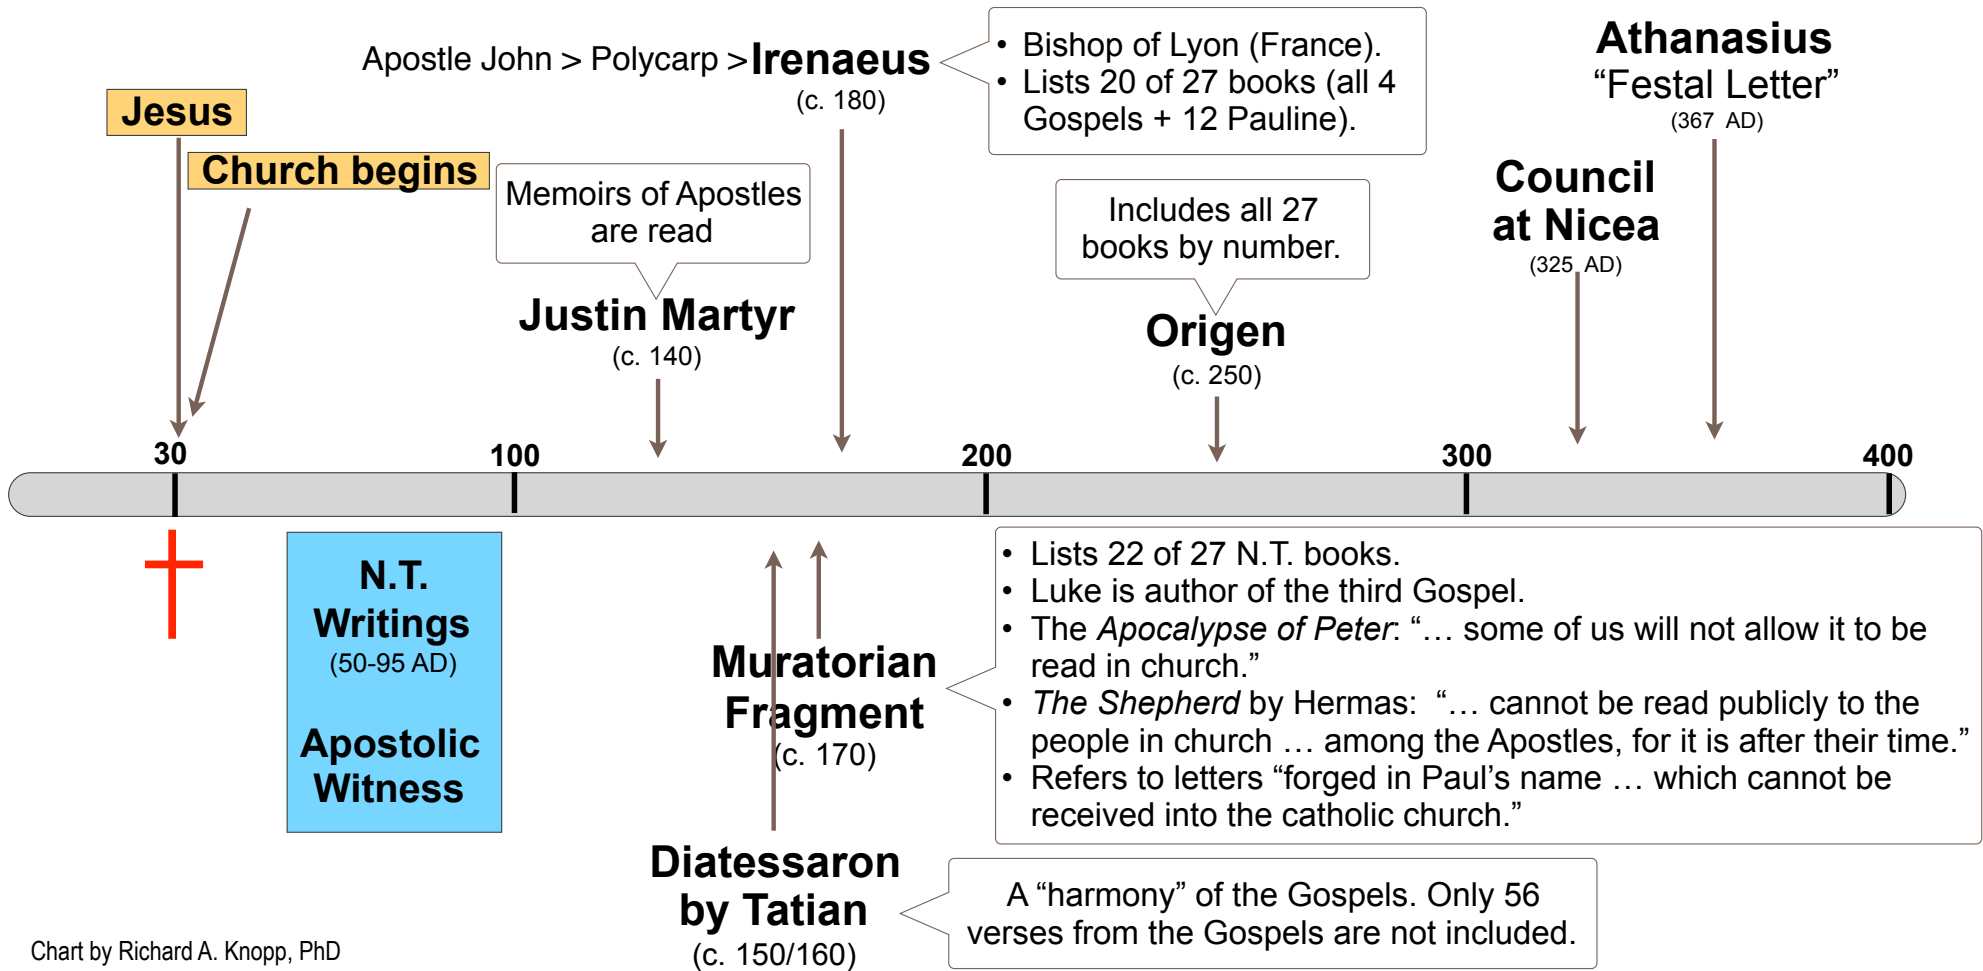 Apostle John > Polycarp > Irenaeus
(c. 180)
• Bishop of Lyon (France).
• Lists 20 of 27 books (all 4
Gospels + 12 Pauline).
Athanasius
“Festal Letter”
(367 AD)
Jesus
Church begins
Memoirs of Apostles
are read
Justin Martyr
(c. 140)
Includes all 27
books by number.
Origen
(c. 250)
Council
at Nicea
(325 AD)
30
100
200
300
400
N.T.
Writings
(50-95 AD)
Apostolic
Witness
Muratorian
Fragment
(c. 170)
• Lists 22 of 27 N.T. books.
• Luke is author of the third Gospel.
• The Apocalypse of Peter: “… some of us will not allow it to be
read in church.”
• The Shepherd by Hermas: “… cannot be read publicly to the
people in church … among the Apostles, for it is after their time.”
• Refers to letters “forged in Paul’s name … which cannot be
received into the catholic church.”
Diatessaron
by Tatian
(c. 150/160)
A “harmony” of the Gospels. Only 56
verses from the Gospels are not included.
Chart by Richard A. Knopp, PhD